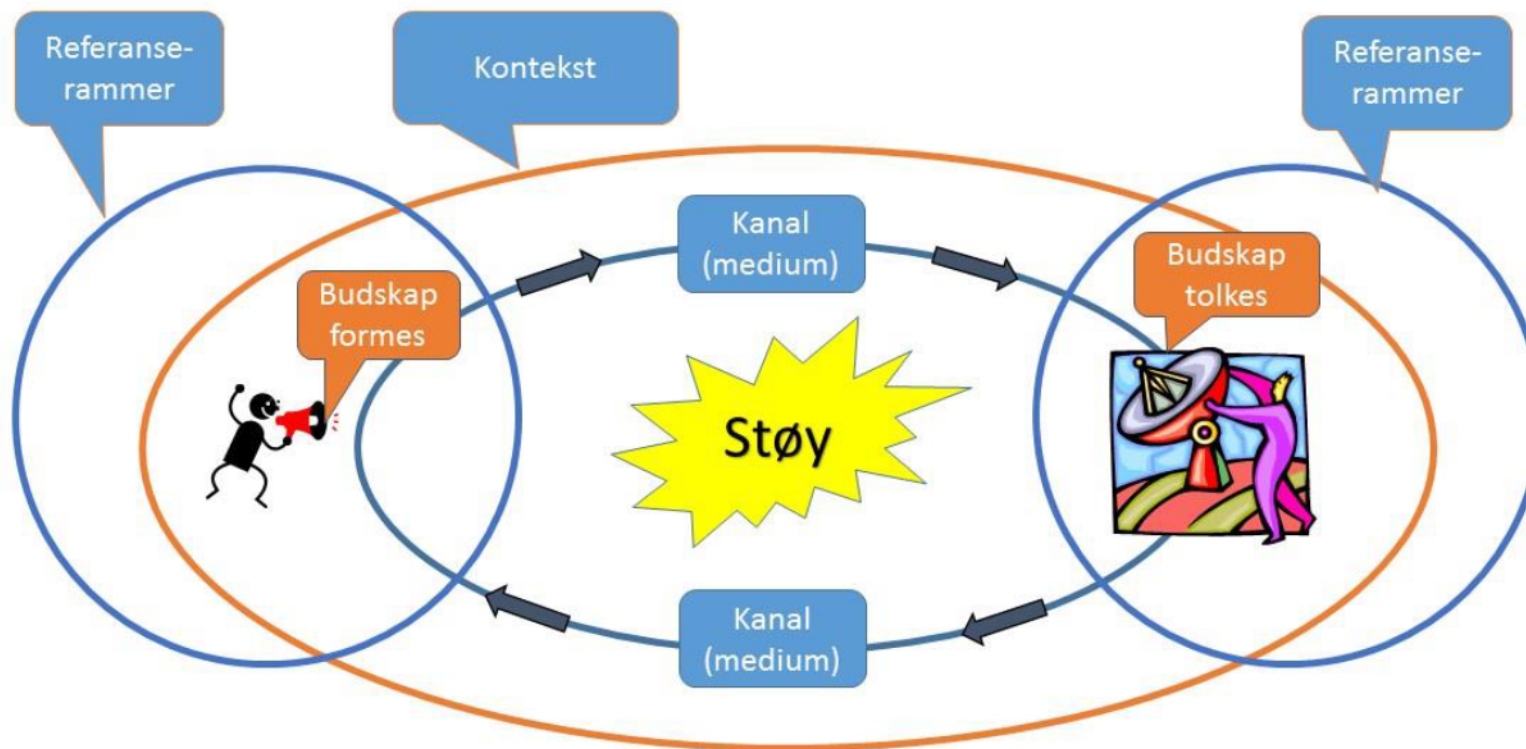 Referanse-
rammer
Kontekst
Referanse-
rammer
Kanal
(medium)
Budskap
formes
Budskap
tolkes
Støy
Kanal
(medium)